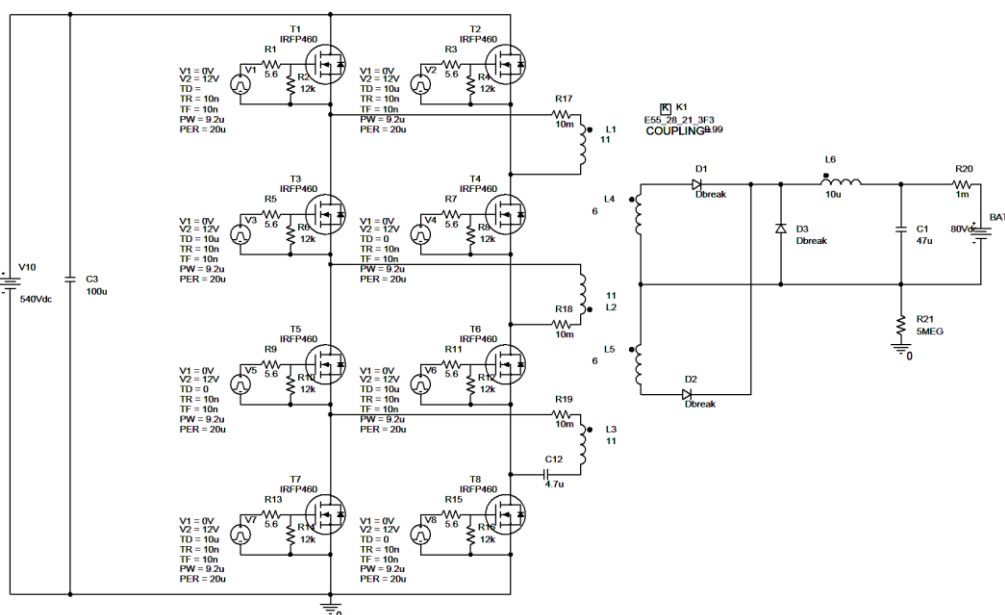 T1
IRFP460
R1
5.6
V1
R2
12k
V1 = 0V
V2 = 12V
TD =
TR = 10n
TF = 10n
PW = 9.2u
PER = 20u
T2
IRFP460
R3
5.6
V2
R4
12k
V1 = 0V
V2 = 12V
TD = 10u
TR = 10n
TF = 10n
PW = 9.2u
PER = 20u
R17
10m
L1
11
K K1
E55_28_21_3F3
COUPLING
T3
IRFP460
R5
5.6
V3
R6
12k
V1 = 0V
V2 = 12V
TD = 10u
TR = 10n
TF = 10n
PW = 9.2u
PER = 20u
T4
IRFP460
R7
5.6
V4
R8
12k
V1 = 0V
V2 = 12V
TD = 0
TR = 10n
TF = 10n
PW = 9.2u
PER = 20u
11
L2
R18
10m
L4
6
D1
Dbreak
D3
Dbreak
L6
10u
R20
1m
C1
47u
80Vdc
BAT
R21
5MEG
0
L5
6
D2
Dbreak
V10
540Vdc
C3
100u
T5
IRFP460
R9
5.6
V5
R10
12k
V1 = 0V
V2 = 12V
TD = 0
TR = 10n
TF = 10n
PW = 9.2u
PER = 20u
T6
IRFP460
R11
5.6
V6
R12
12k
V1 = 0V
V2 = 12V
TD = 10u
TR = 10n
TF = 10n
PW = 9.2u
PER = 20u
R19
10m
L3
11
C12
4.7u
T7
IRFP460
R13
5.6
V7
R14
12k
V1 = 0V
V2 = 12V
TD = 10u
TR = 10n
TF = 10n
PW = 9.2u
PER = 20u
T8
IRFP460
R15
5.6
V8
R16
12k
V1 = 0V
V2 = 12V
TD = 0
TR = 10n
TF = 10n
PW = 9.2u
PER = 20u
0